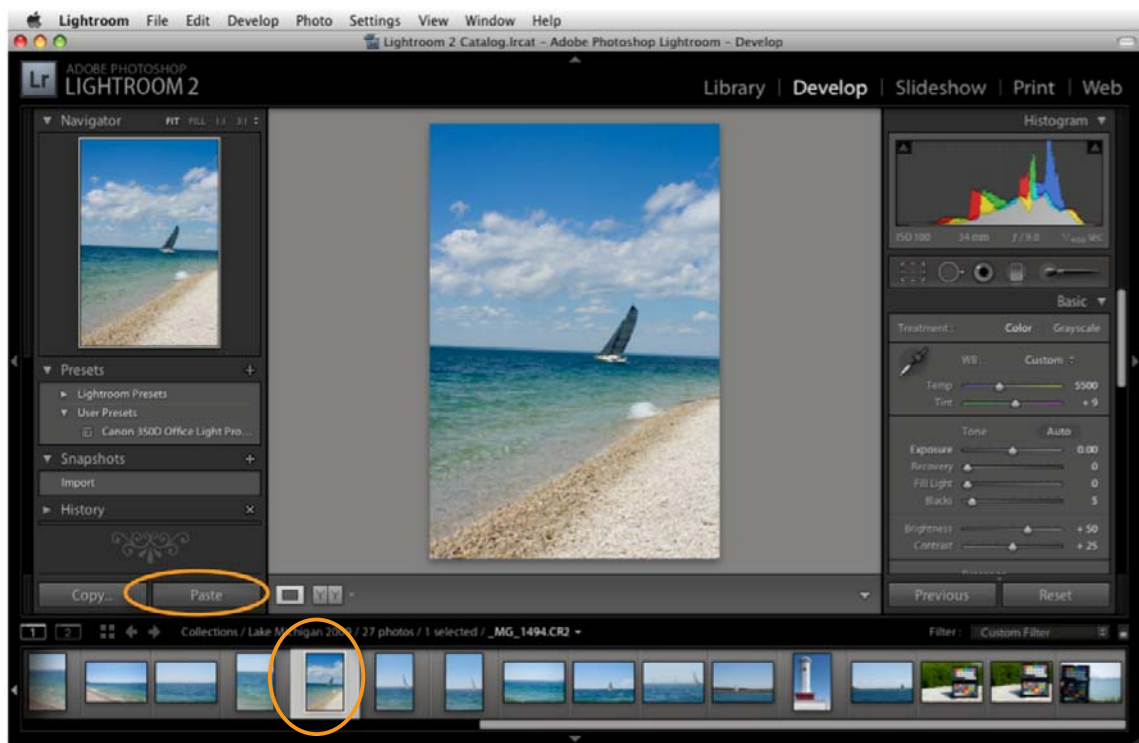 Lightroom File Edit Develop Photo Settings View Window Help
Lightroom 2 Catalog.lrcat – Adobe Photoshop Lightroom – Develop
Lr ADOBE PHOTOSHOP
LIGHTROOM 2
Library | Develop | Slideshow | Print | Web
Navigator FIT FILL 1:1 3:1
Histogram
ISO 100 34 mm f / 9.0
Basic
Treatment: Color Grayscale
WB: Custom
Temp 5500
Tint + 9
Presets
Lightroom Presets
User Presets
Canon 350D Office Light Pro...
Snapshots
Import
History
Tone Auto
Exposure 0.00
Recovery 0
Fill Light 0
Blacks 5
Brightness + 50
Contrast + 25
Copy... Paste
YY
Previous Reset
1 2 Collections / Lake Michigan 2008 / 27 photos / 1 selected / _MG_1494.CR2
Filter: Custom Filter